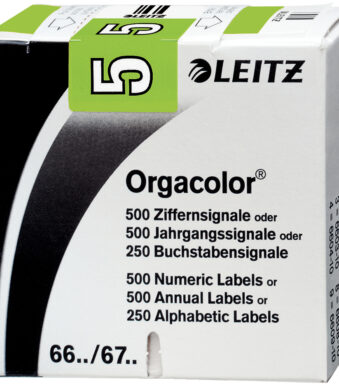 5
LEITZ
Orgacolor®
500 Ziffernsignale oder
500 Jahrgangssignale oder
250 Buchstabensignale
500 Numeric Labels or
500 Annual Labels or
250 Alphabetic Labels
66../67..